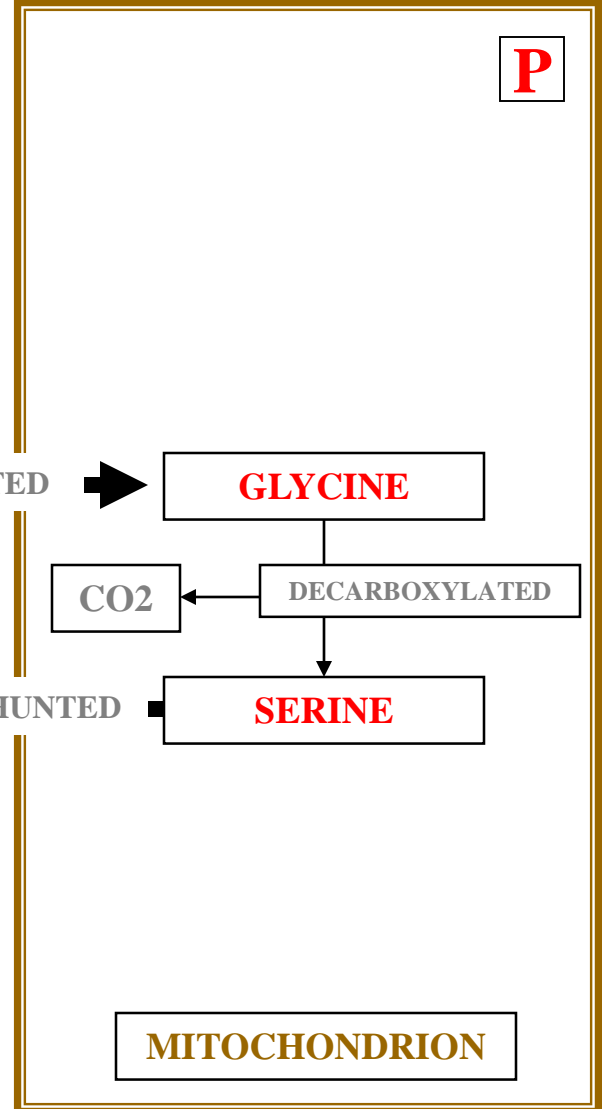 P
TED
GLYCINE
CO2
DECARBOXYLATED
HUNTED
SERINE
MITOCHONDRION